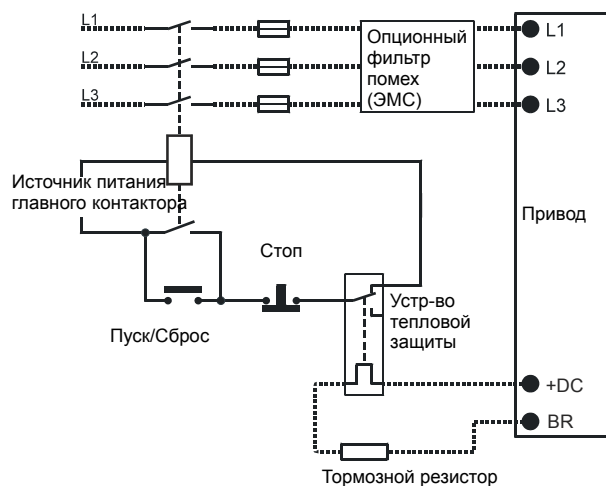 L1
L2
L3
Опционный
фильтр
помех
(ЭМС)
L1
L2
L3
Источник питания
главного контактора
Привод
Стоп
Пуск/Сброс
Устр-во
тепловой
защиты
+DC
BR
Тормозной резистор